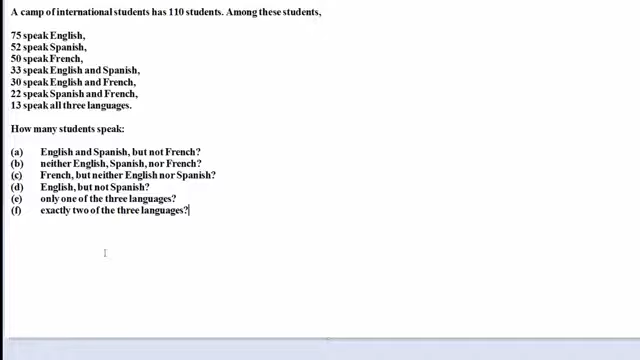 A camp of international students has 110 students. Among these students,
75 speak English,
52 speak Spanish,
50 speak French,
33 speak English and Spanish,
30 speak English and French,
22 speak Spanish and French,
13 speak all three languages.
How many students speak:
(a) English and Spanish, but not French?
(b) neither English, Spanish, nor French?
(c) French, but neither English nor Spanish?
(d) English, but not Spanish?
(e) only one of the three languages?
(f) exactly two of the three languages?